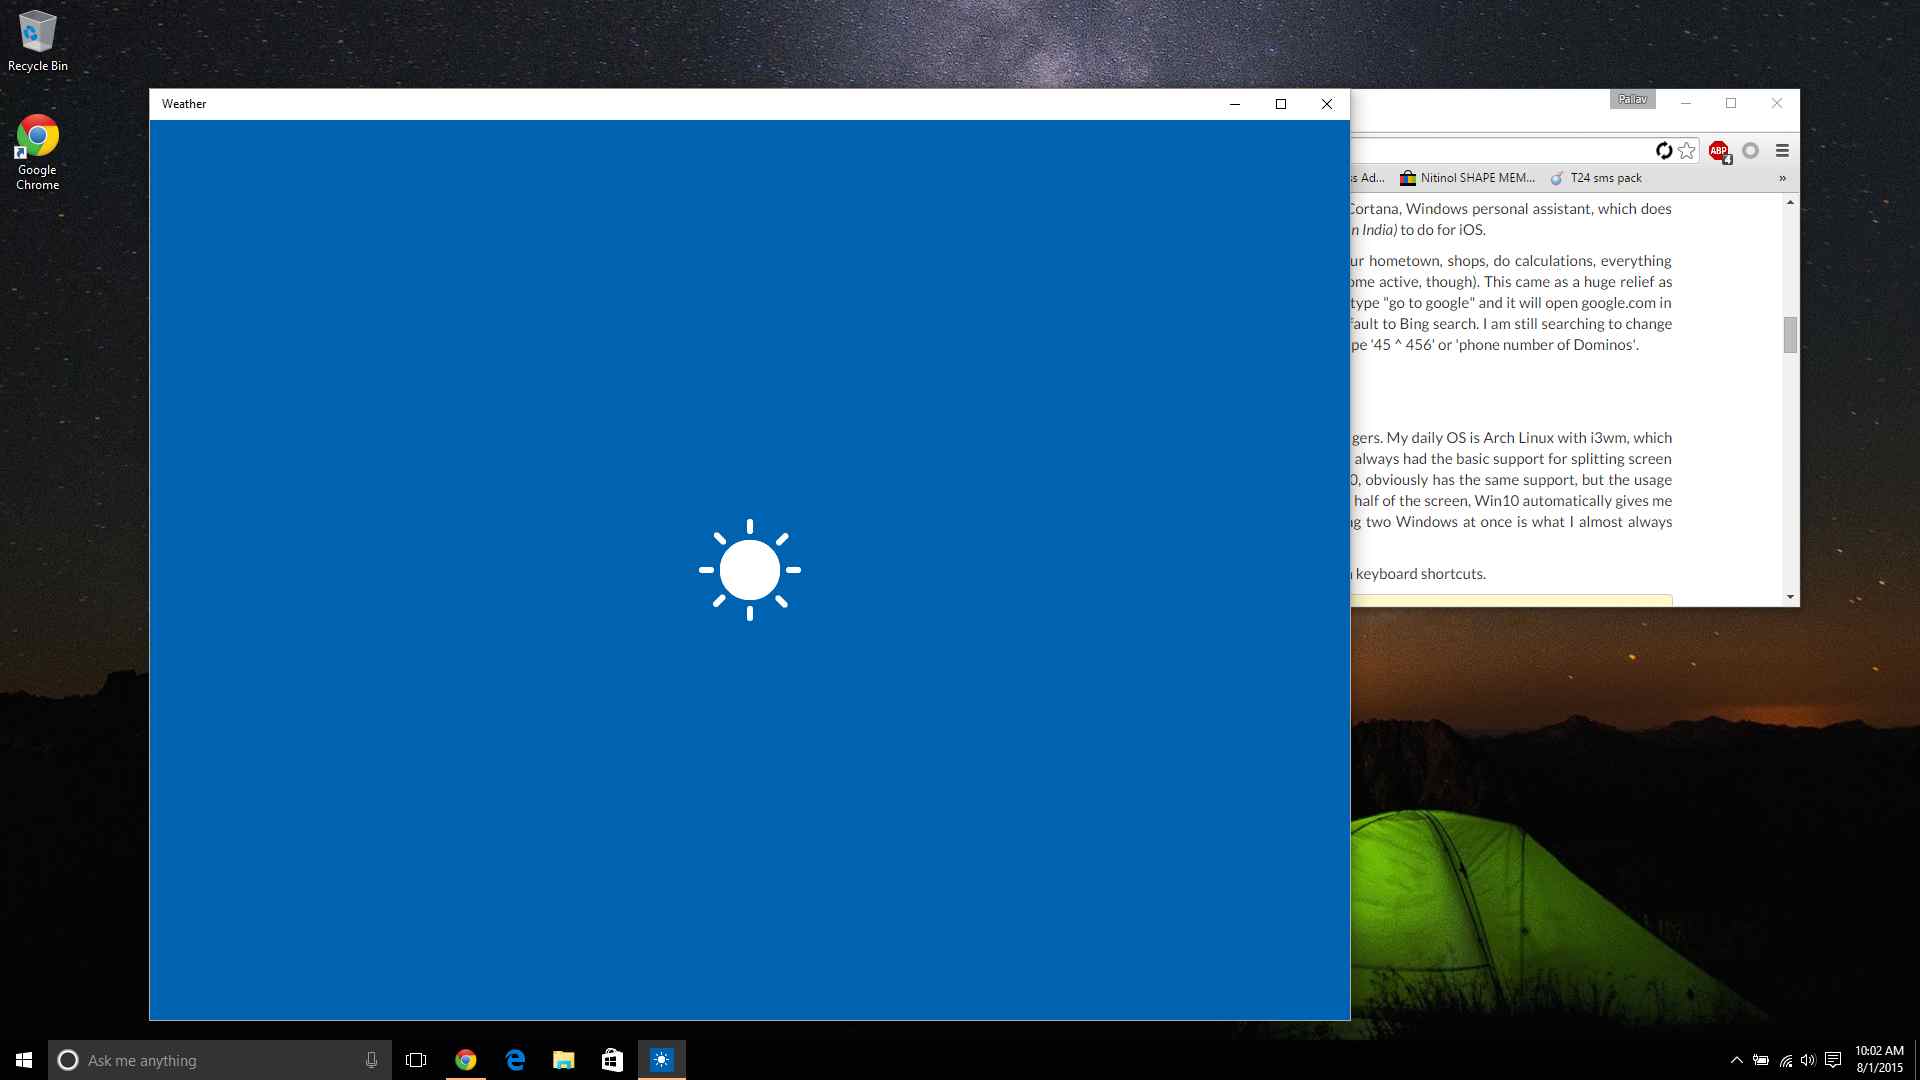 Recycle Bin
Google
Chrome
Weather
Pallav
ABP
4
ss Ad...
Nitinol SHAPE MEM...
T24 sms pack
»
Cortana, Windows personal assistant, which does
n India) to do for iOS.
ur hometown, shops, do calculations, everything
ome active, though). This came as a huge relief as
type "go to google" and it will open google.com in
fault to Bing search. I am still searching to change
pe '45 ^ 456' or 'phone number of Dominos'.
gers. My daily OS is Arch Linux with i3wm, which
always had the basic support for splitting screen
0, obviously has the same support, but the usage
half of the screen, Win10 automatically gives me
ng two Windows at once is what I almost always
keyboard shortcuts.
Ask me anything
10:02 AM
8/1/2015